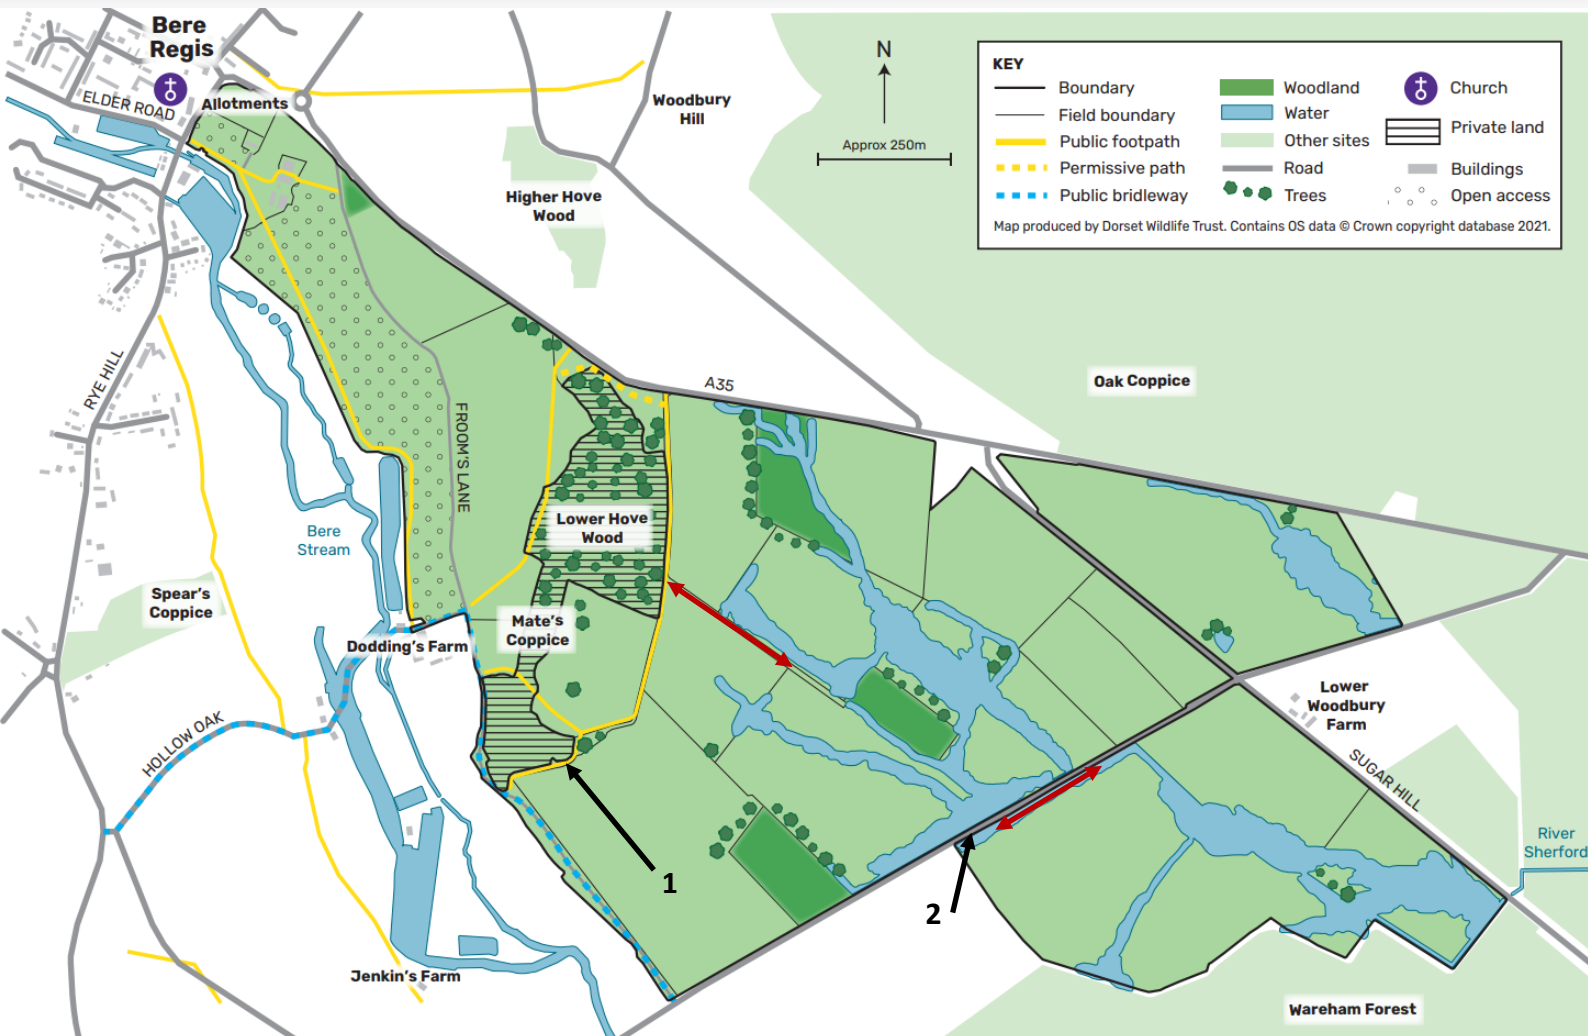 Bere
Regis
ELDER ROAD
Allotments
N
Approx 250m
KEY
Boundary
Field boundary
Public footpath
Permissive path
Public bridleway
Woodland
Water
Other sites
Road
Trees
Church
Private land
Buildings
Open access
Map produced by Dorset Wildlife Trust. Contains OS data © Crown copyright database 2021.
Woodbury
Hill
Higher Hove
Wood
RYE HILL
A35
Oak Coppice
FROOM'S LANE
Bere
Stream
Lower Hove
Wood
Spear's
Coppice
Mate's
Coppice
Dodding's Farm
HOLLOW OAK
Lower
Woodbury
Farm
SUGAR HILL
River
Sherford
1
2
Jenkin's Farm
Wareham Forest